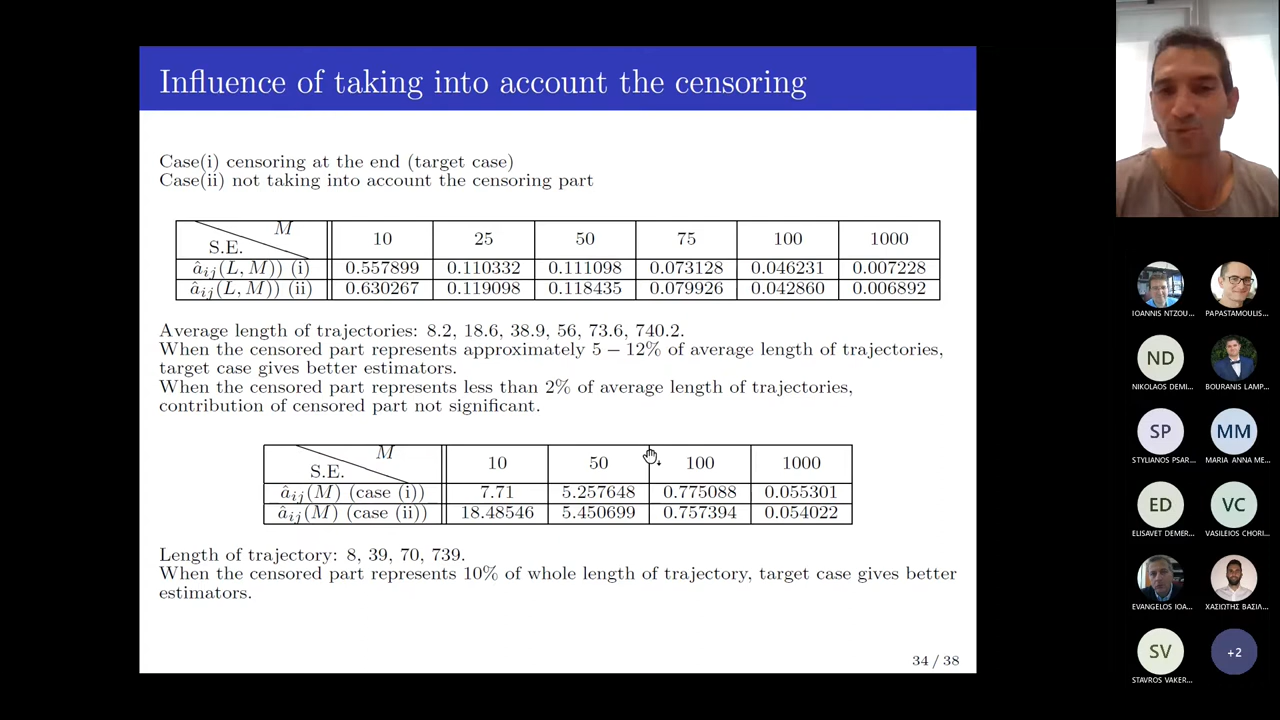 Influence of taking into account the censoring
Case(i) censoring at the end (target case)
Case(ii) not taking into account the censoring part
M
S.E.
10 25 50 75 100 1000
âij(L, M)) (i) 0.557899 0.110332 0.111098 0.073128 0.046231 0.007228
âij(L, M)) (ii) 0.630267 0.119098 0.118435 0.079926 0.042860 0.006892
Average length of trajectories: 8.2, 18.6, 38.9, 56, 73.6, 740.2.
When the censored part represents approximately 5 − 12% of average length of trajectories,
target case gives better estimators.
When the censored part represents less than 2% of average length of trajectories,
contribution of censored part not significant.
M
S.E.
10 50 100 1000
âij(M) (case (i)) 7.71 5.257648 0.775088 0.055301
âij(M) (case (ii)) 18.48546 5.450699 0.757394 0.054022
Length of trajectory: 8, 39, 70, 739.
When the censored part represents 10% of whole length of trajectory, target case gives better
estimators.
34 / 38
IOANNIS NTZOU... PAPASTAMOULIS...
ND
NIKOLAOS DEMI... BOURANIS LAMP...
SP MM
STYLIANOS PSAR... MARIA ANNA ME...
ED VC
ELISAVET DEMER... VASILEIOS CHORI...
EVANGELOS IOA... ΧΑΣΙΩΤΗΣ ΒΑΣΙΛ...
SV +2
STAVROS VAKER...